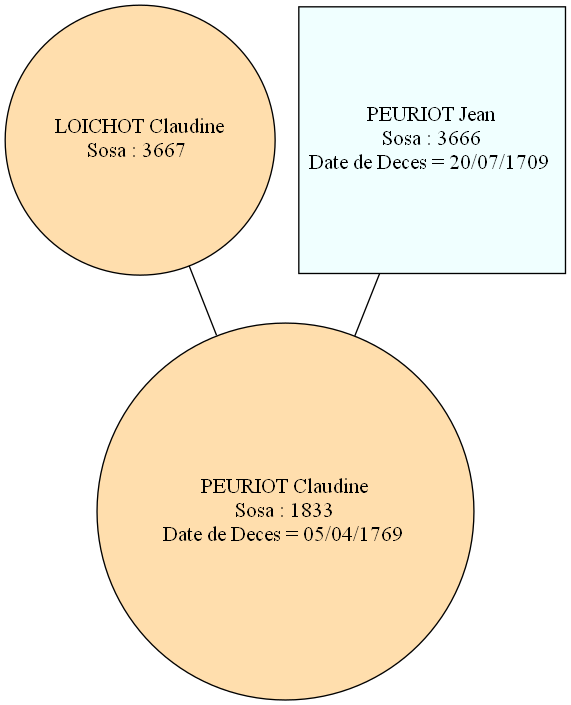 LOICHOT Claudine
Sosa : 3667
PEURIOT Jean
Sosa : 3666
Date de Deces = 20/07/1709
PEURIOT Claudine
Sosa : 1833
Date de Deces = 05/04/1769